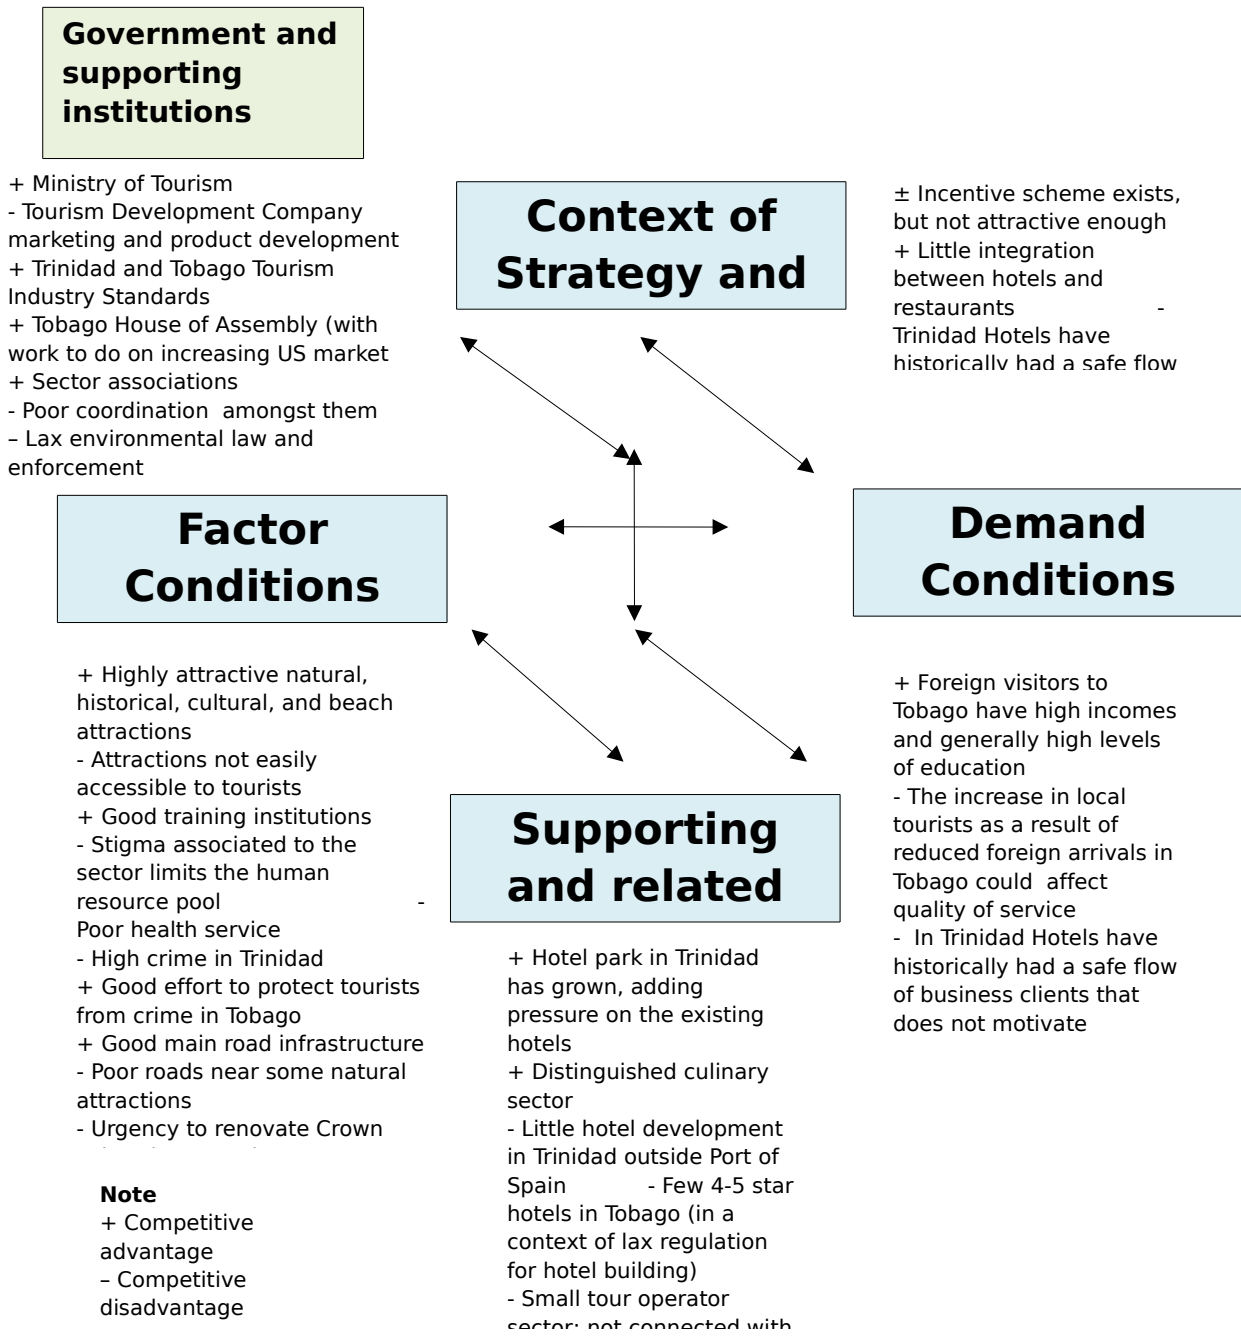 Government and
supporting
institutions
+ Ministry of Tourism
- Tourism Development Company
marketing and product development
+ Trinidad and Tobago Tourism
Industry Standards
+ Tobago House of Assembly (with
work to do on increasing US market
+ Sector associations
- Poor coordination  amongst them
– Lax environmental law and
enforcement
Context of
Strategy and
± Incentive scheme exists,
but not attractive enough
+ Little integration
between hotels and
restaurants -
Trinidad Hotels have
historically had a safe flow
Factor
Conditions
+ Highly attractive natural,
historical, cultural, and beach
attractions
- Attractions not easily
accessible to tourists
+ Good training institutions
- Stigma associated to the
sector limits the human
resource pool -
Poor health service
- High crime in Trinidad
+ Good effort to protect tourists
from crime in Tobago
+ Good main road infrastructure
- Poor roads near some natural
attractions
- Urgency to renovate Crown
Demand
Conditions
+ Foreign visitors to
Tobago have high incomes
and generally high levels
of education
- The increase in local
tourists as a result of
reduced foreign arrivals in
Tobago could  affect
quality of service
-  In Trinidad Hotels have
historically had a safe flow
of business clients that
does not motivate
Supporting
and related
+ Hotel park in Trinidad
has grown, adding
pressure on the existing
hotels
+ Distinguished culinary
sector
- Little hotel development
in Trinidad outside Port of
Spain - Few 4-5 star
hotels in Tobago (in a
context of lax regulation
for hotel building)
- Small tour operator
sector; not connected with
Note
+ Competitive
advantage
– Competitive
disadvantage